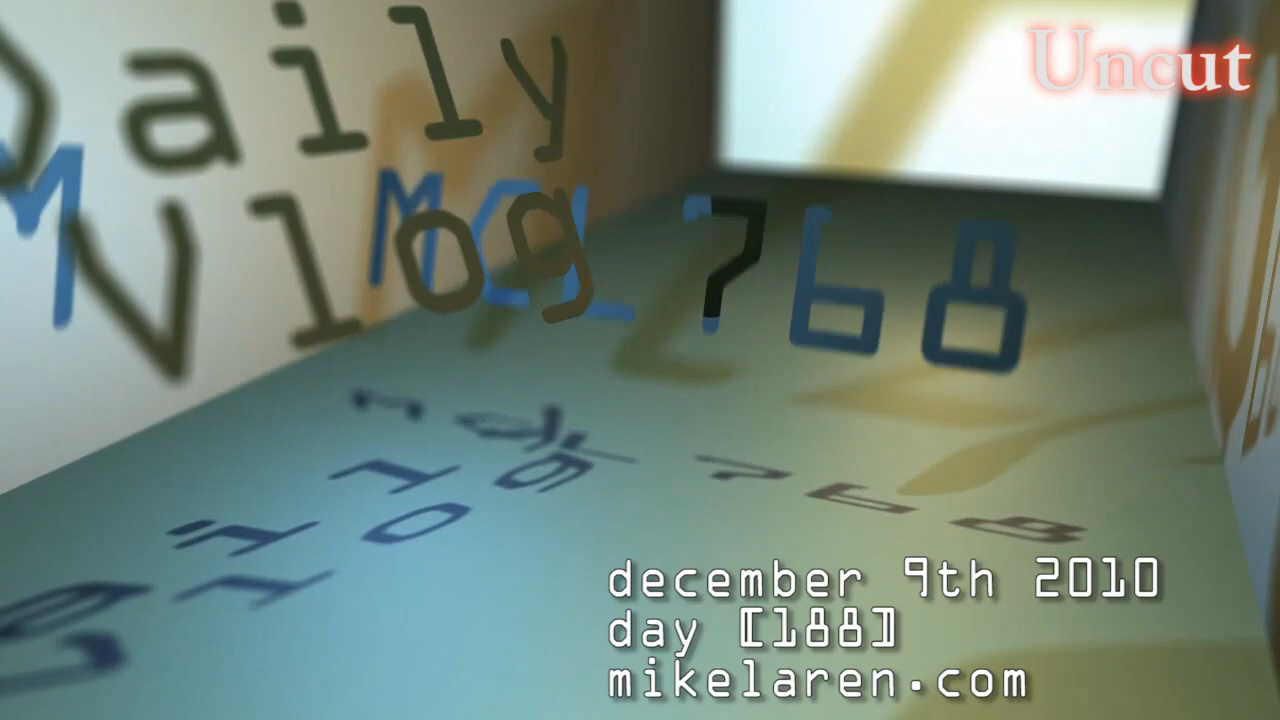 Uncut
Daily
Vlog
768
december 9th 2010
day [188]
mikelaren.com